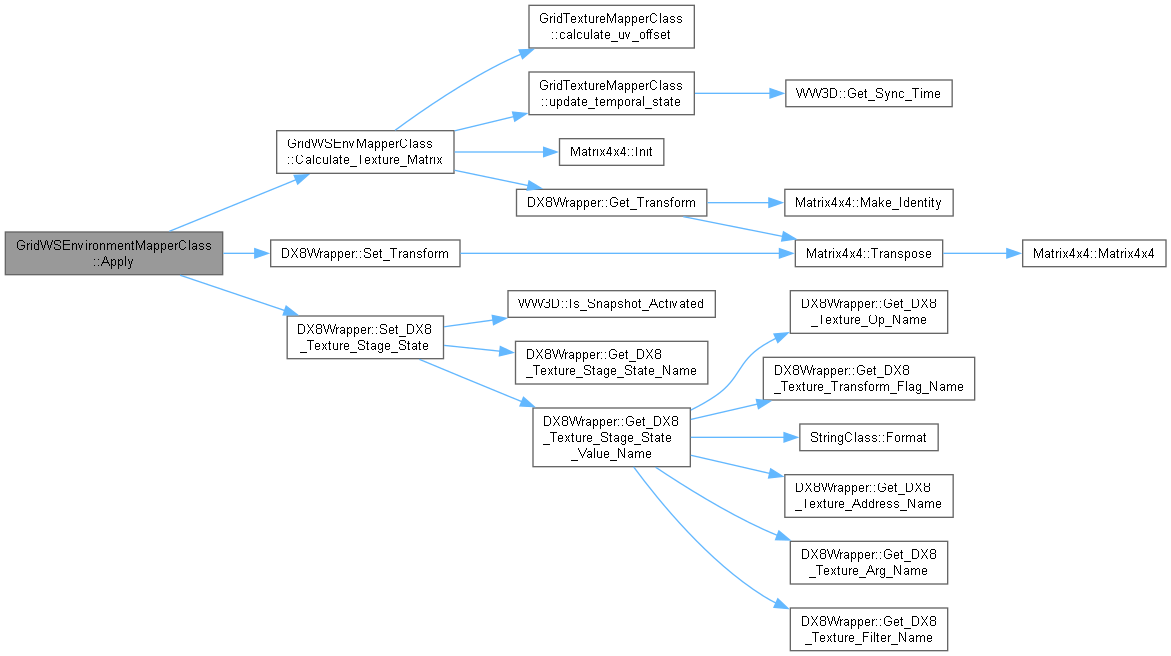 GridTextureMapperClass
::calculate_uv_offset
GridTextureMapperClass
::update_temporal_state
WW3D::Get_Sync_Time
GridWSEnvMapperClass
::Calculate_Texture_Matrix
Matrix4x4::Init
DX8Wrapper::Get_Transform
Matrix4x4::Make_Identity
GridWSEnvironmentMapperClass
::Apply
DX8Wrapper::Set_Transform
Matrix4x4::Transpose
Matrix4x4::Matrix4x4
WW3D::Is_Snapshot_Activated
DX8Wrapper::Set_DX8
_Texture_Stage_State
DX8Wrapper::Get_DX8
_Texture_Op_Name
DX8Wrapper::Get_DX8
_Texture_Stage_State_Name
DX8Wrapper::Get_DX8
_Texture_Transform_Flag_Name
DX8Wrapper::Get_DX8
_Texture_Stage_State
_Value_Name
StringClass::Format
DX8Wrapper::Get_DX8
_Texture_Address_Name
DX8Wrapper::Get_DX8
_Texture_Arg_Name
DX8Wrapper::Get_DX8
_Texture_Filter_Name